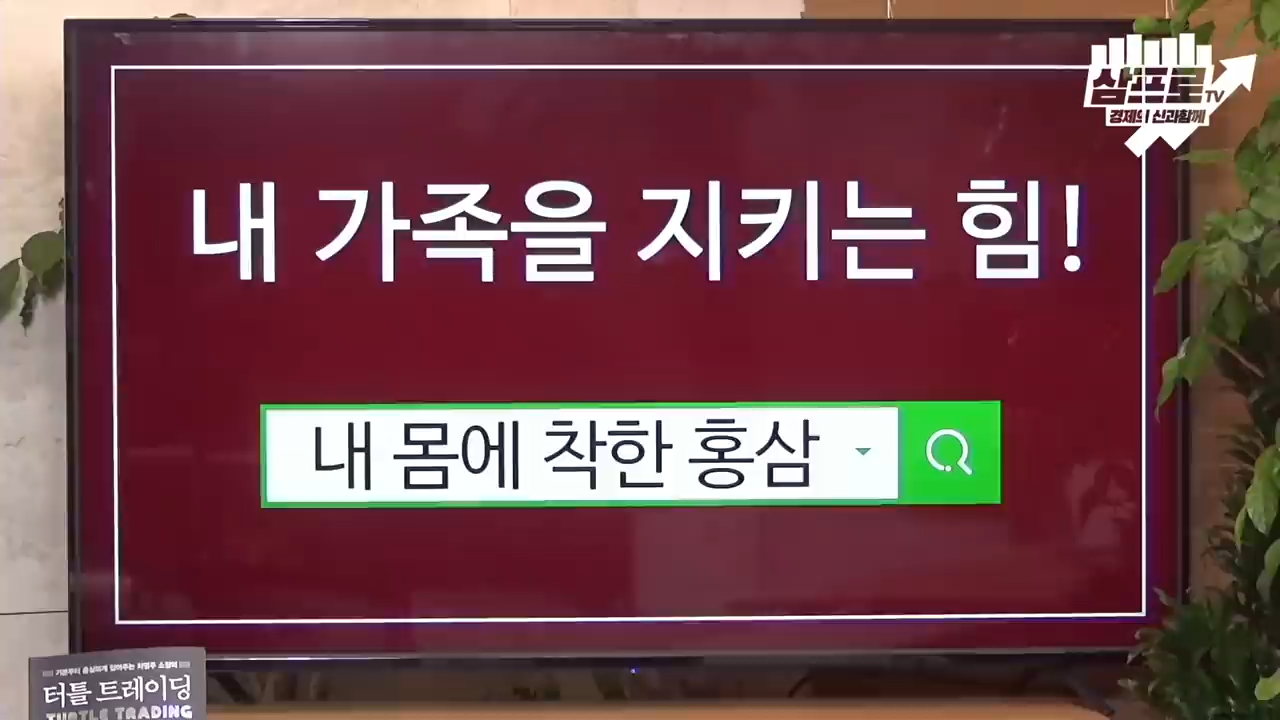 삼프로TV
경제의 신과함께
내 가족을 지키는 힘!
내 몸에 착한 홍삼
터틀 트레이딩
TURTLE TRADING